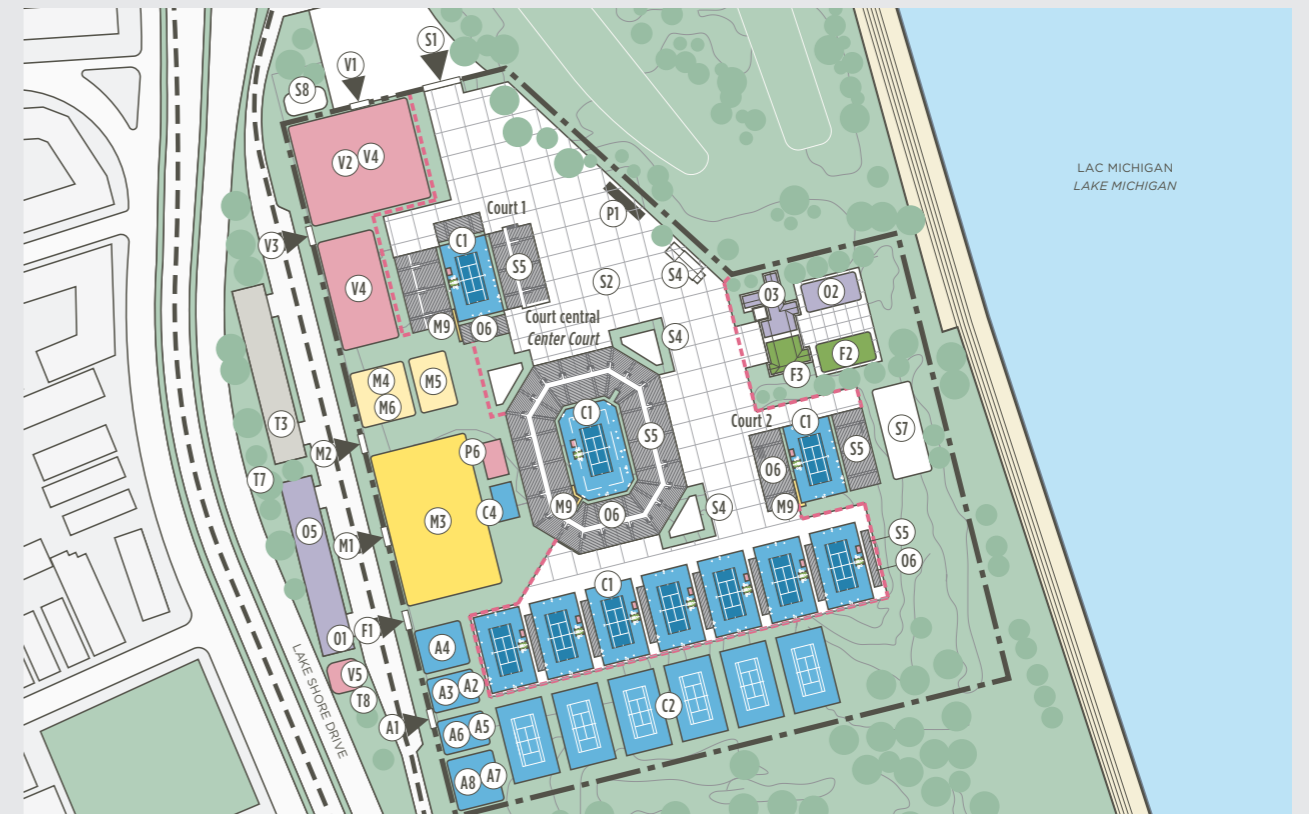 S1
V1
S8
V2
V4
LAC MICHIGAN
LAKE MICHIGAN
P1
Court 1
V3
C1
S5
S4
S2
V4
O3
O2
M9
O6
Court central
Center Court
S4
F2
F3
M4
M5
M6
C1
Court 2
C1
T3
S5
S7
M2
P6
O6
S5
T7
M9
O6
S4
M9
C4
M3
O5
M1
S5
O6
C1
O1
F1
A4
LAKE SHORE DRIVE
V5
T8
A3
A2
C2
A1
A6
A5
A8
A7